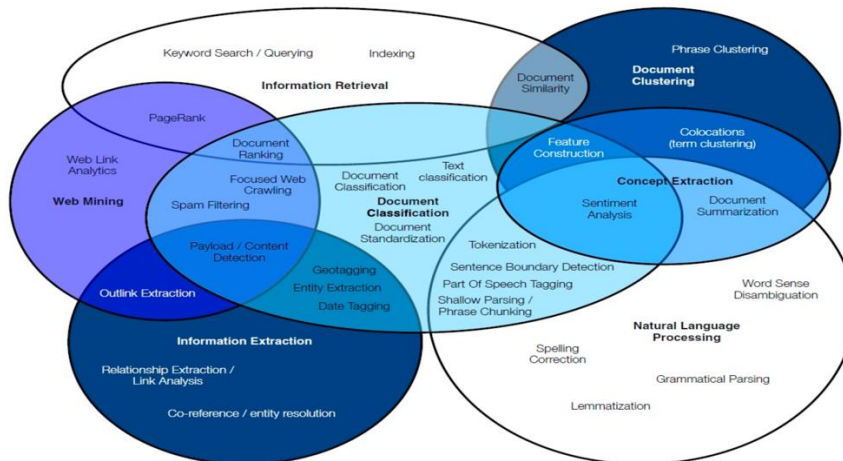 Keyword Search / Querying
Indexing
Phrase Clustering
Document
Clustering
Information Retrieval
Document
Similarity
PageRank
Document
Ranking
Feature
Construction
Colocations
(term clustering)
Web Link
Analytics
Text
classification
Document
Classification
Focused Web
Crawling
Concept Extraction
Web Mining
Spam Filtering
Document
Classification
Sentiment
Analysis
Document
Summarization
Document
Standardization
Payload / Content
Detection
Tokenization
Geotagging
Sentence Boundary Detection
Entity Extraction
Part Of Speech Tagging
Word Sense
Disambiguation
Outlink Extraction
Date Tagging
Shallow Parsing /
Phrase Chunking
Natural Language
Processing
Information Extraction
Spelling
Correction
Relationship Extraction /
Link Analysis
Grammatical Parsing
Lemmatization
Co-reference / entity resolution